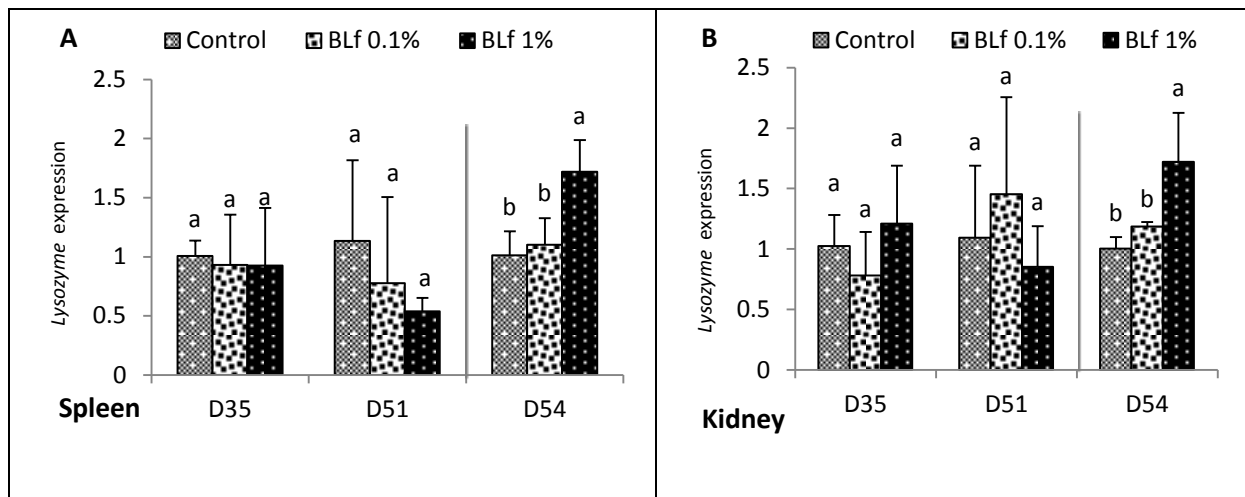 A
Control BLf 0.1% BLf 1%
2.5
2
1.5
1
0.5
0
Lysozyme expression
a a a
a a a
b b a
Spleen D35 D51 D54
B
Control BLf 0.1% BLf 1%
2.5
2
1.5
1
0.5
0
Lysozyme expression
a a a
a a a
b b a
Kidney D35 D51 D54